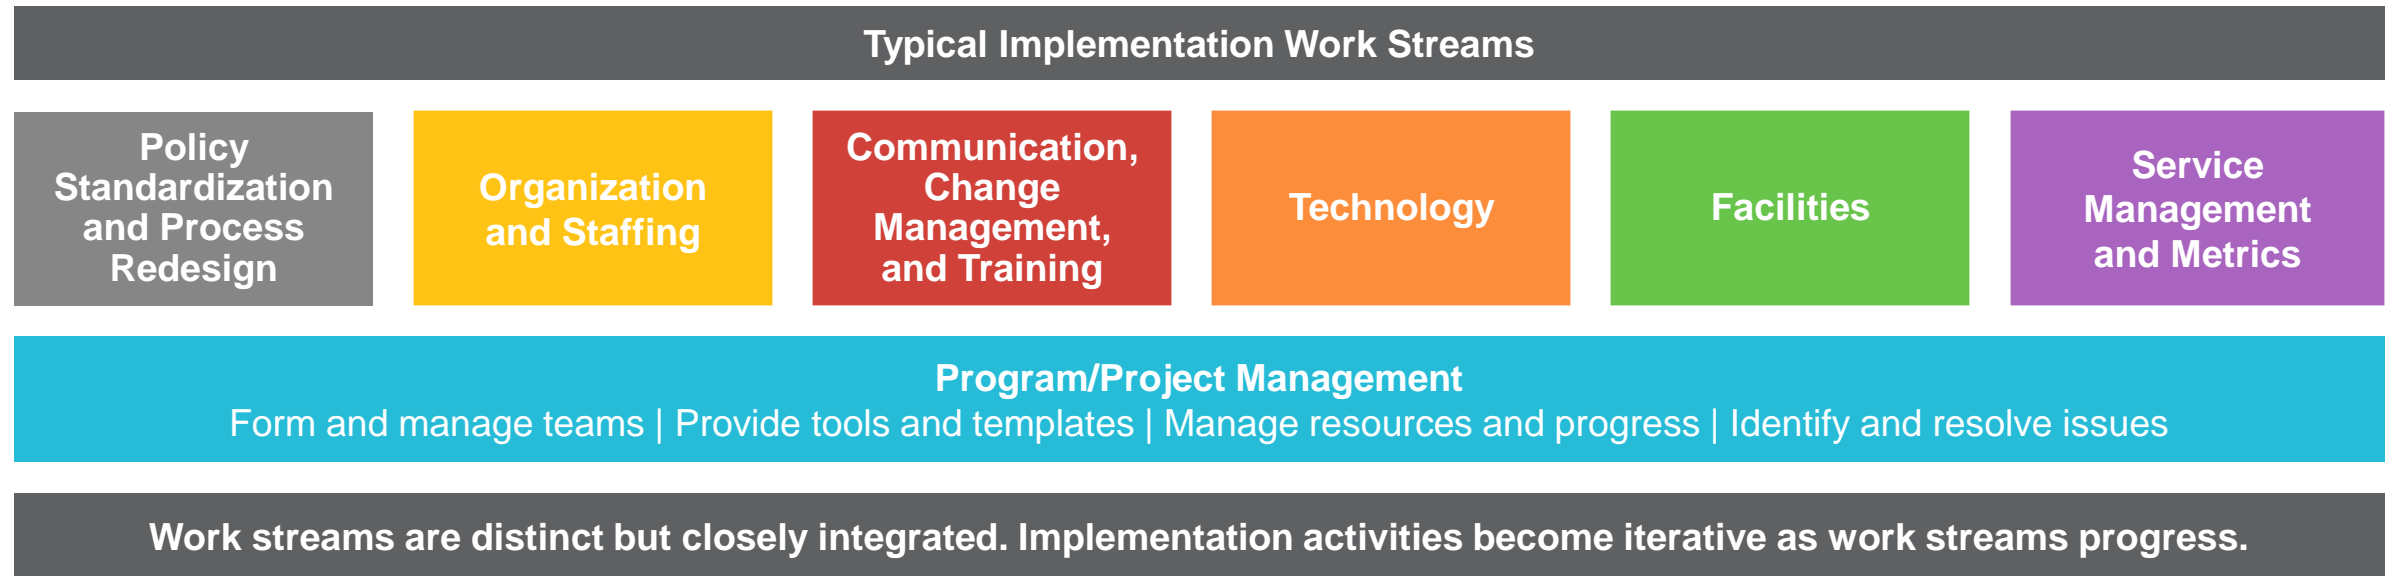 Typical Implementation Work Streams
Policy
Standardization
and Process
Redesign
Organization
and Staffing
Communication,
Change
Management,
and Training
Technology
Facilities
Service
Management
and Metrics
Program/Project Management
Form and manage teams | Provide tools and templates | Manage resources and progress | Identify and resolve issues
Work streams are distinct but closely integrated. Implementation activities become iterative as work streams progress.